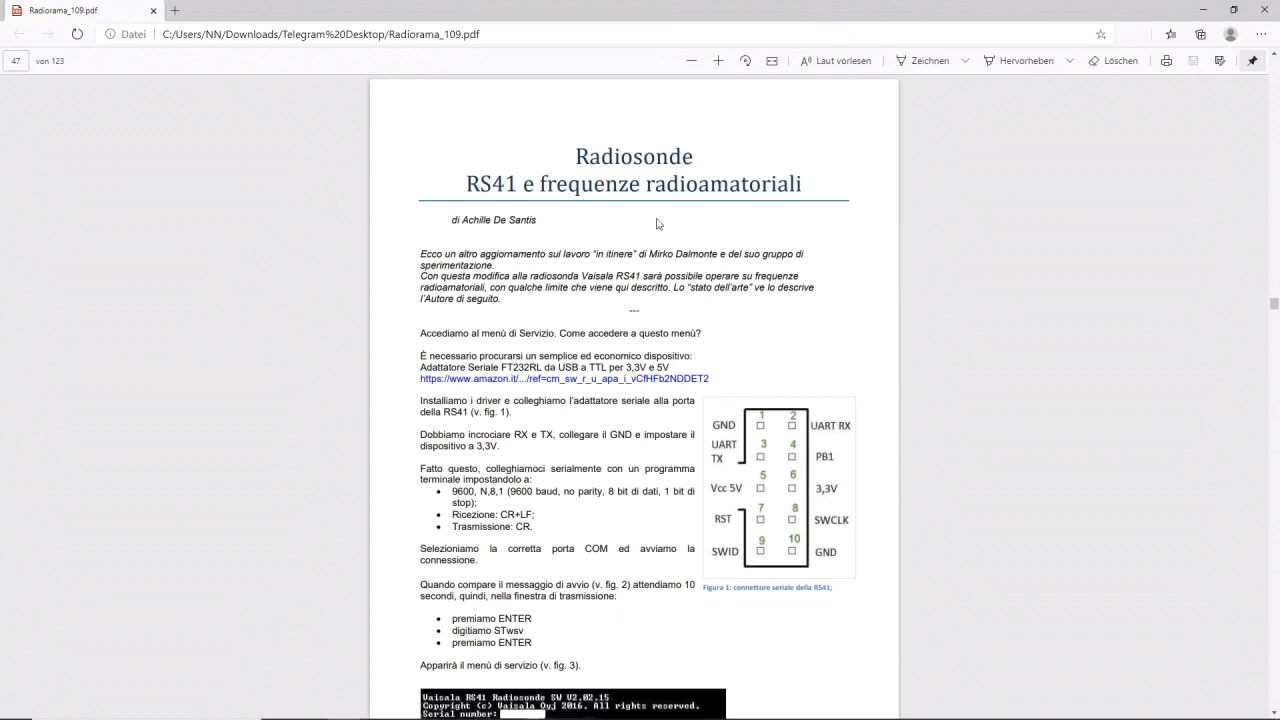 Radiorama_109.pdf
Datei
C:/Users/NN/Downloads/Telegram%20Desktop/Radiorama_109.pdf
47 von 123
Laut vorlesen
Zeichnen
Hervorheben
Löschen
Radiosonde
RS41 e frequenze radioamatoriali
di Achille De Santis
Ecco un altro aggiornamento sul lavoro “in itinere” di Mirko Dalmonte e del suo gruppo di
sperimentazione.
Con questa modifica alla radiosonda Vaisala RS41 sarà possibile operare su frequenze
radioamatoriali, con qualche limite che viene qui descritto. Lo “stato dell’arte” ve lo descrive
l’Autore di seguito.
---
Accediamo al menù di Servizio. Come accedere a questo menù?
È necessario procurarsi un semplice ed economico dispositivo:
Adattatore Seriale FT232RL da USB a TTL per 3,3V e 5V
https://www.amazon.it/.../ref=cm_sw_r_u_apa_i_vCfHFb2NDDET2
Installiamo i driver e colleghiamo l’adattatore seriale alla porta
della RS41 (v. fig. 1).
Dobbiamo incrociare RX e TX, collegare il GND e impostare il
dispositivo a 3,3V.
Fatto questo, colleghiamoci serialmente con un programma
terminale impostandolo a:
• 9600, N,8,1 (9600 baud, no parity, 8 bit di dati, 1 bit di
stop);
• Ricezione: CR+LF;
• Trasmissione: CR.
Selezioniamo la corretta porta COM ed avviamo la
connessione.
Quando compare il messaggio di avvio (v. fig. 2) attendiamo 10
secondi, quindi, nella finestra di trasmissione:
• premiamo ENTER
• digitiamo STwsv
• premiamo ENTER
Apparirà il menù di servizio (v. fig. 3).
1 2
GND UART RX
UART 3 4
TX PB1
5 6
Vcc 5V 3,3V
7 8
RST SWCLK
9 10
SWID GND
Figura 1: connettore seriale della RS41;
Vaisala RS41 Radiosonde SW V2.02.15
Copyright (c) Vaisala Oyj 2016. All rights reserved.
Serial number: